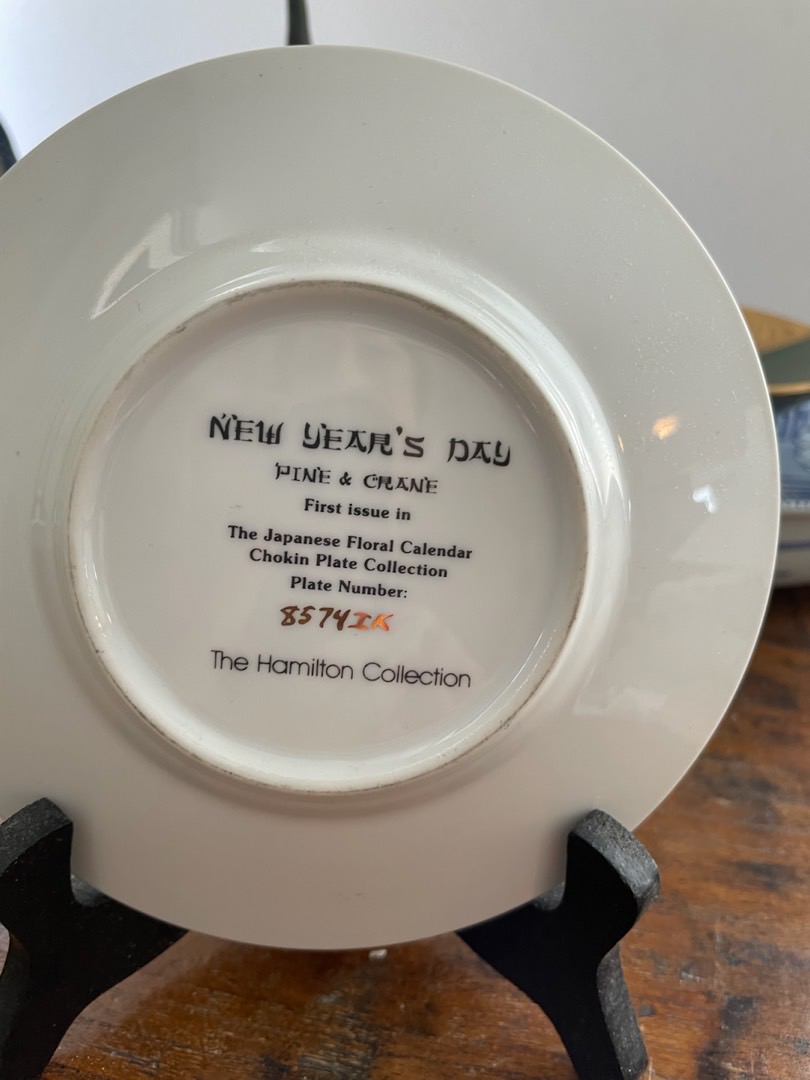 NEW YEAR'S DAY
PINE & CRANE
First issue in
The Japanese Floral Calendar
Chokin Plate Collection
Plate Number:
8574IK
The Hamilton Collection